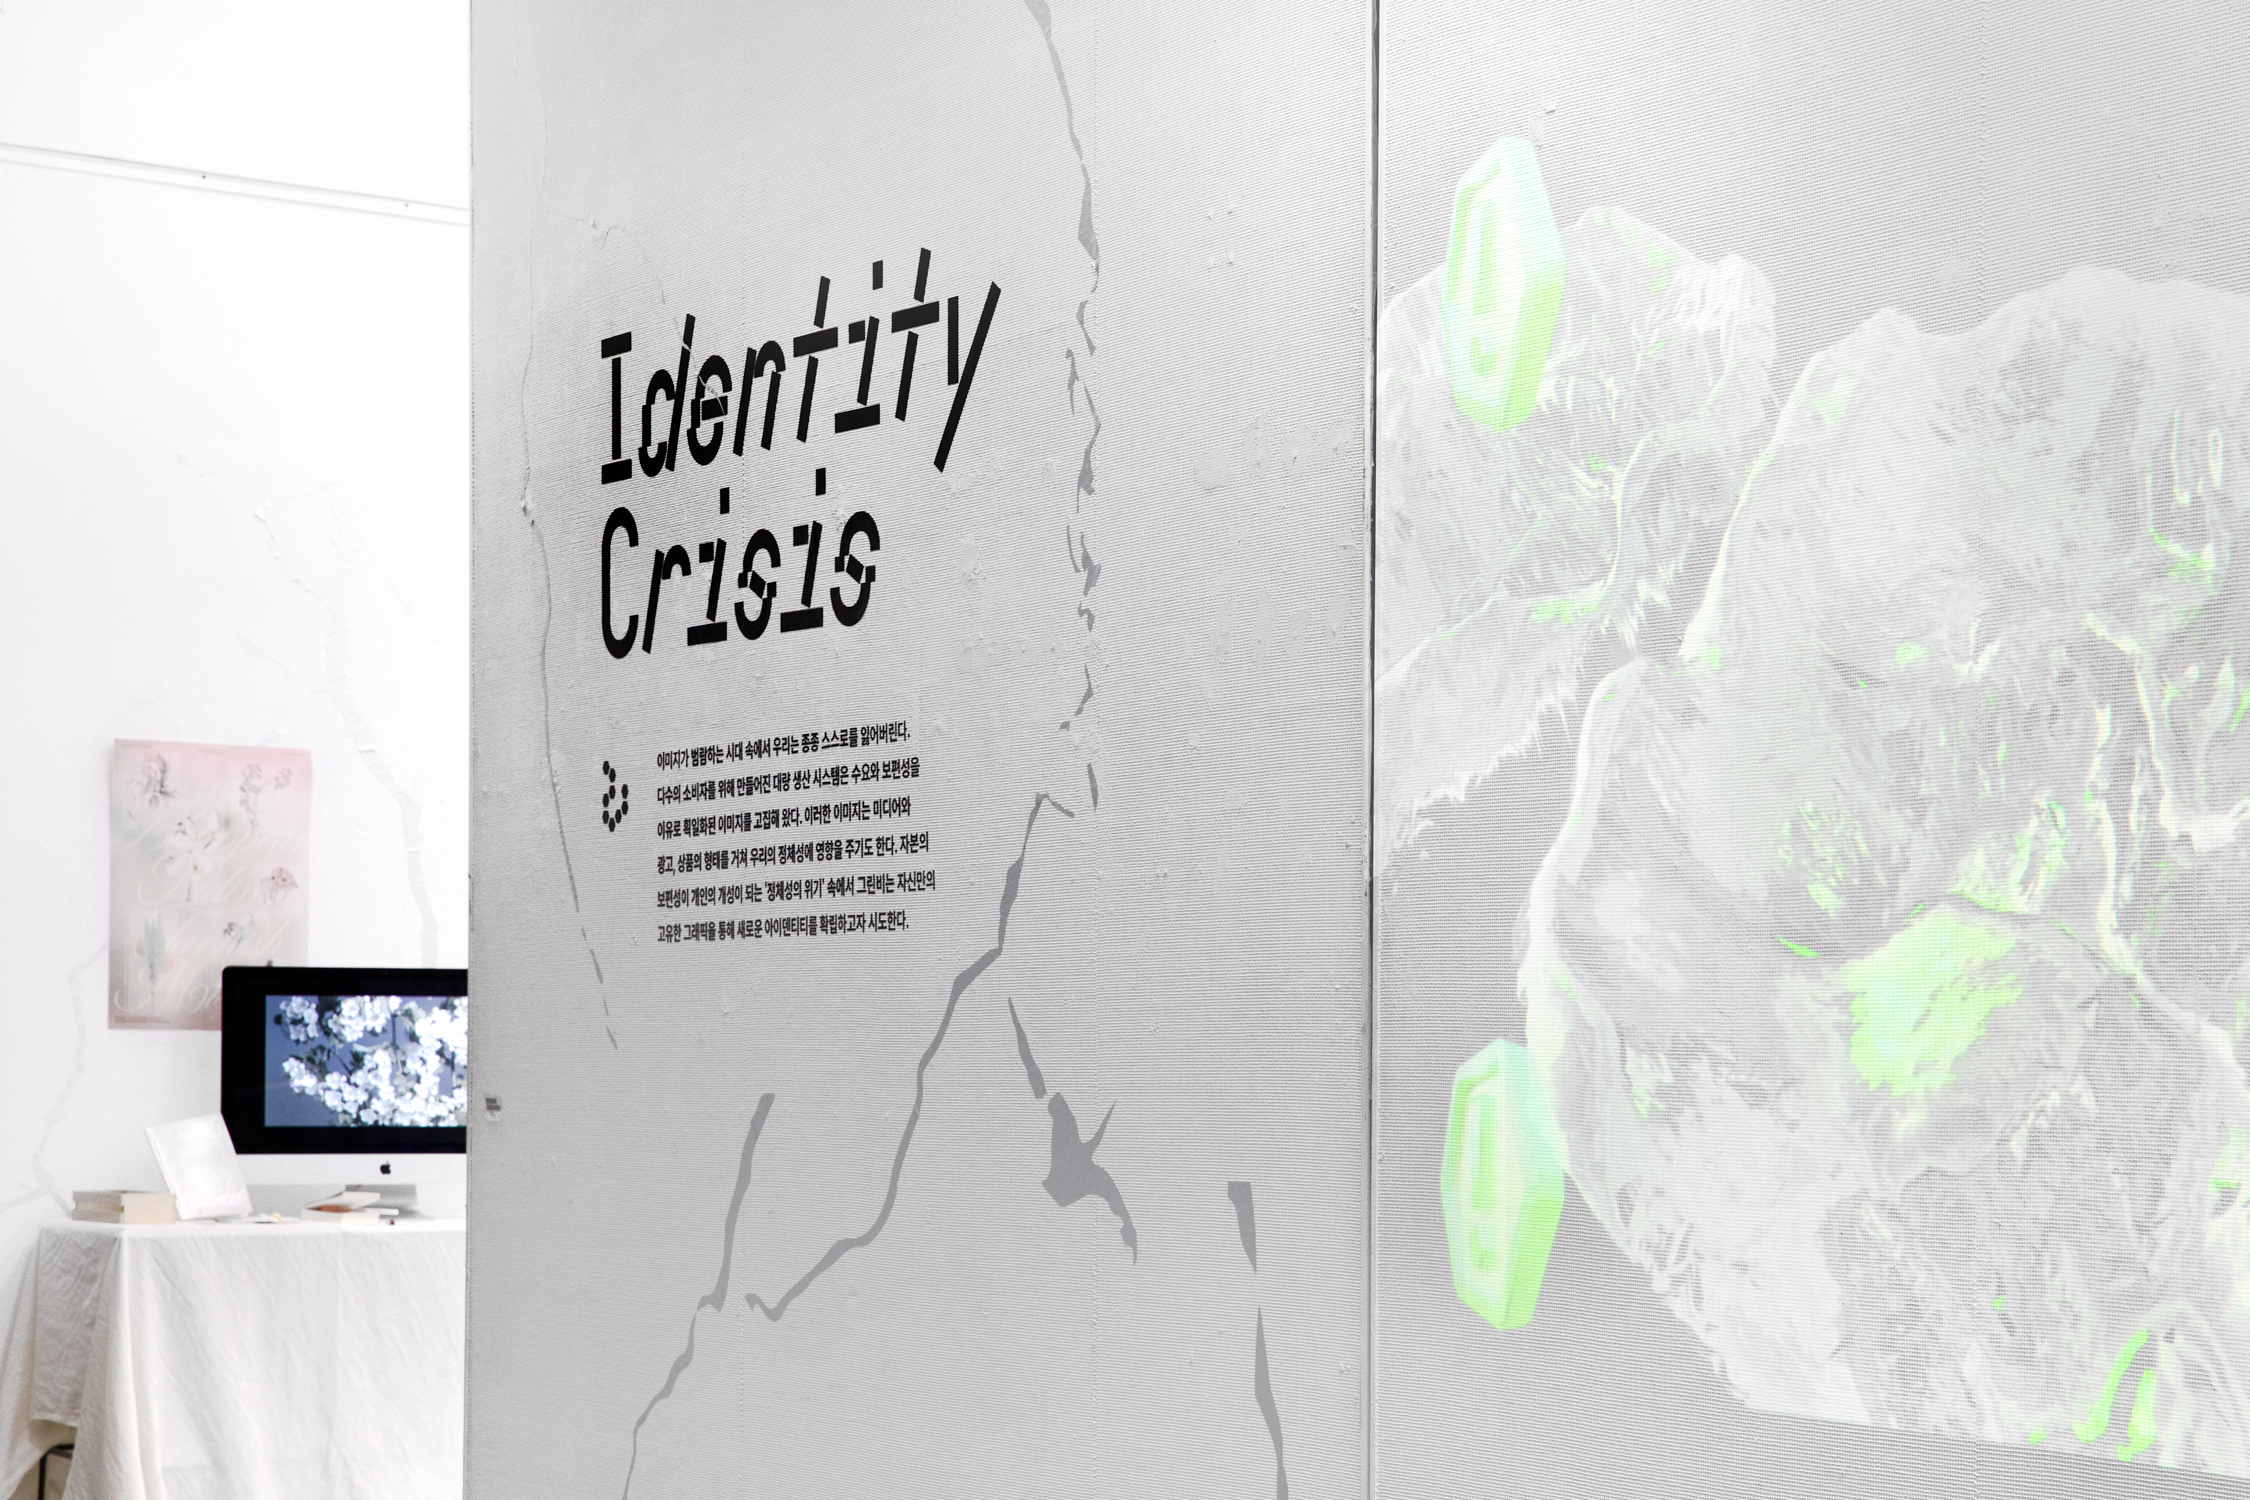 Identity
Crisis
이미지가 범람하는 시대 속에서 우리는 종종 스스로를 잃어버린다.
다수의 소비자를 위해 만들어진 대량 생산 시스템은 수요와 보편성을
이유로 획일화된 이미지를 고집해 왔다. 이러한 이미지는 미디어와
광고, 상품의 형태를 거쳐 우리의 정체성에 영향을 주기도 한다. 자본의
보편성이 개인의 개성이 되는 '정체성의 위기' 속에서 그린비는 자신만의
고유한 그래픽을 통해 새로운 아이덴티티를 확립하고자 시도한다.